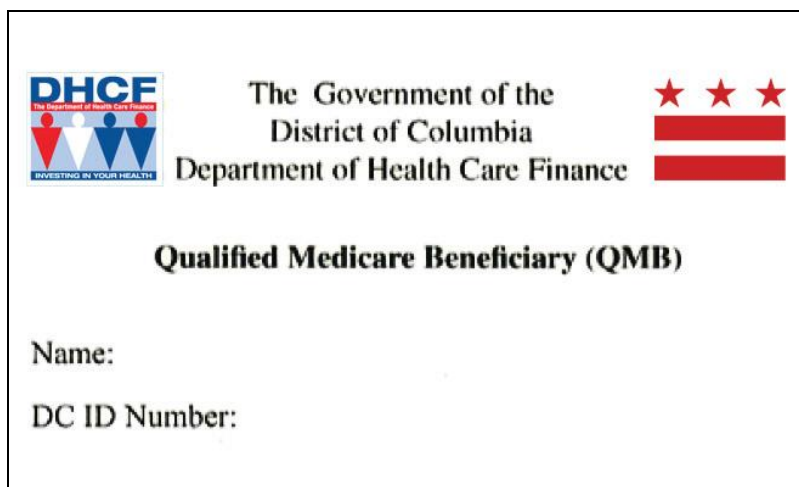 DHCF
The Department of Health Care Finance
INVESTING IN YOUR HEALTH
The Government of the
District of Columbia
Department of Health Care Finance
Qualified Medicare Beneficiary (QMB)
Name:
DC ID Number: